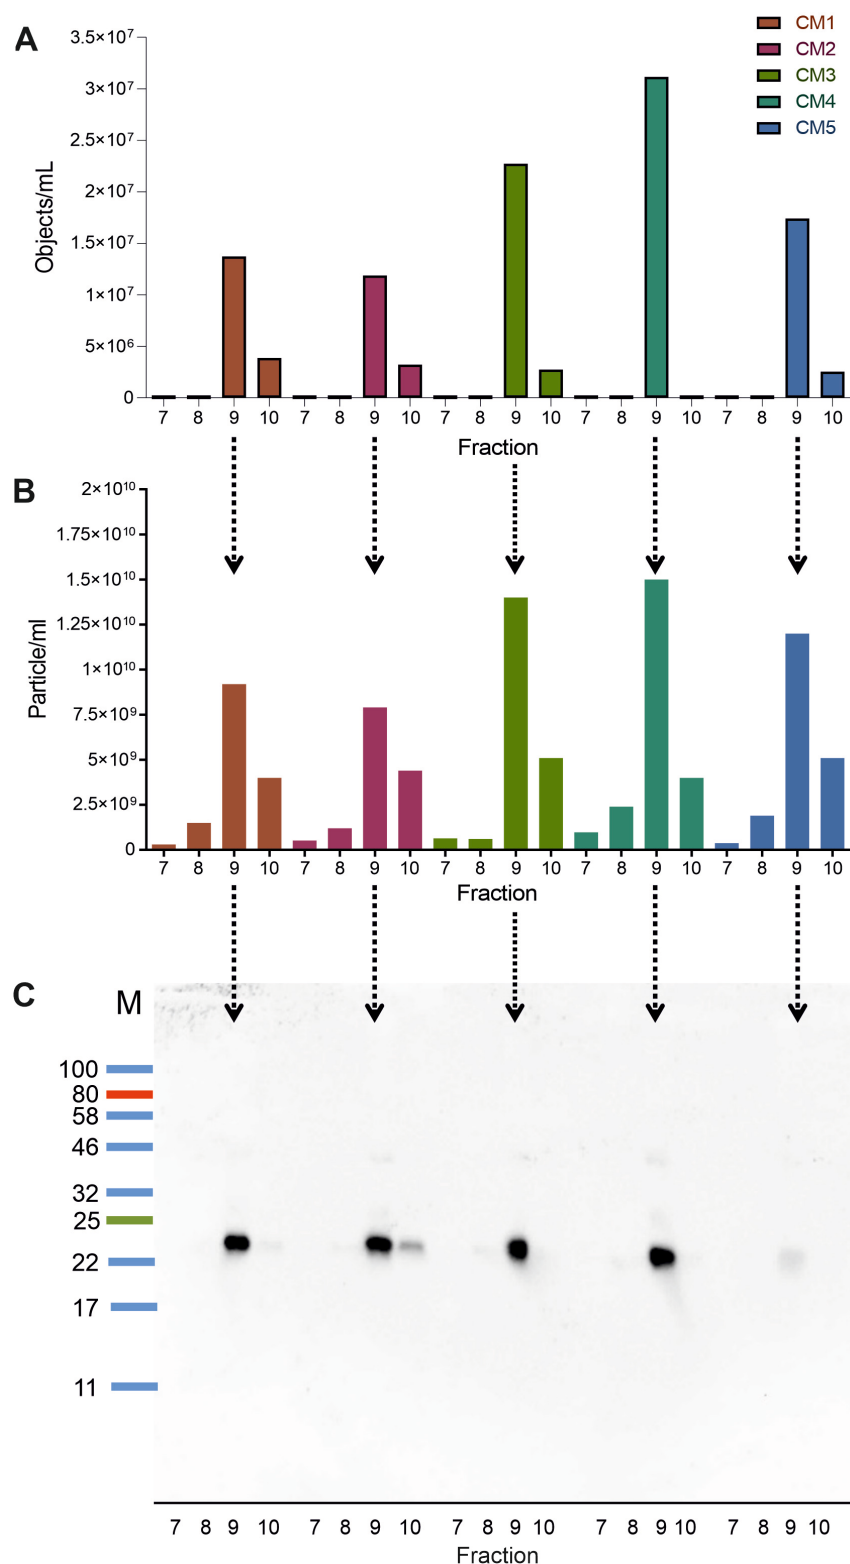 A
3.5×10⁷
3×10⁷
2.5×10⁷
2×10⁷
1.5×10⁷
1×10⁷
5×10⁶
0
Objects/mL
CM1
CM2
CM3
CM4
CM5
7 8 9 10 7 8 9 10 7 8 9 10 7 8 9 10 7 8 9 10
Fraction
B
2×10¹⁰
1.75×10¹⁰
1.5×10¹⁰
1.25×10¹⁰
1×10¹⁰
7.5×10⁹
5×10⁹
2.5×10⁹
0
Particle/ml
7 8 9 10 7 8 9 10 7 8 9 10 7 8 9 10 7 8 9 10
Fraction
C
M
100
80
58
46
32
25
22
17
11
7 8 9 10 7 8 9 10 7 8 9 10 7 8 9 10 7 8 9 10
Fraction